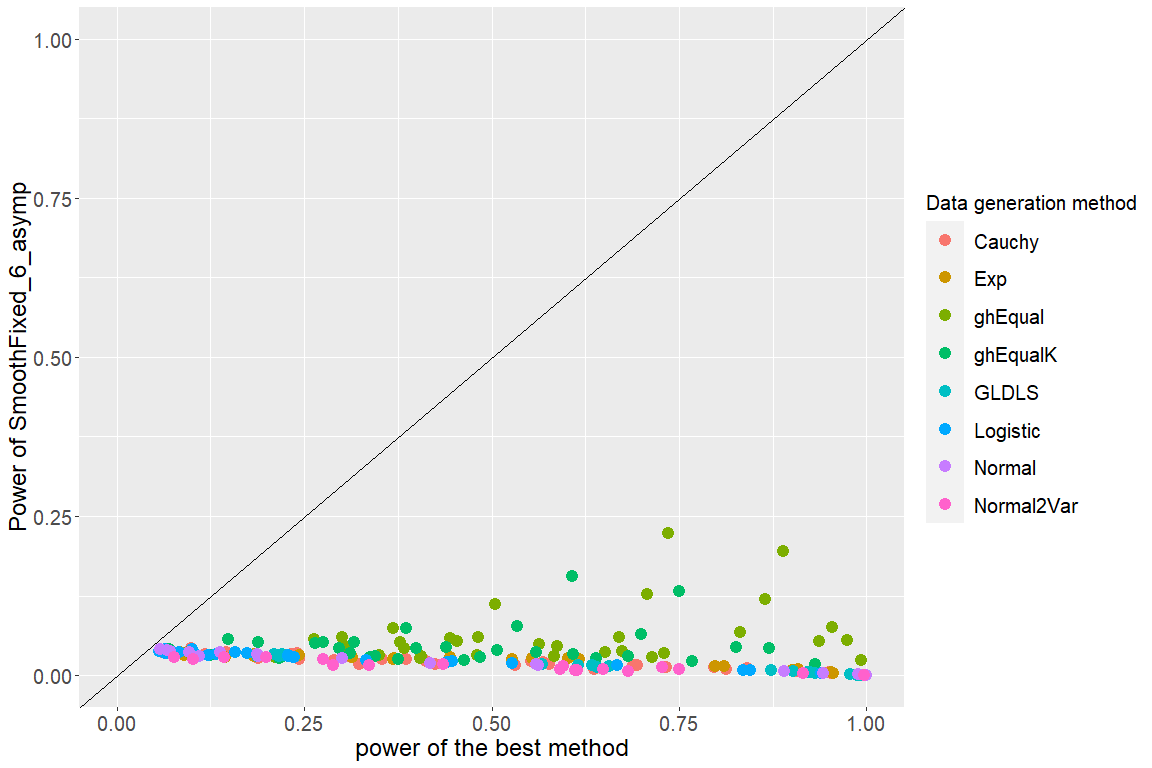 1.00
0.75
0.50
0.25
0.00
Power of SmoothFixed_6_asymp
0.00 0.25 0.50 0.75 1.00
power of the best method
Data generation method
Cauchy
Exp
ghEqual
ghEqualK
GLDLS
Logistic
Normal
Normal2Var